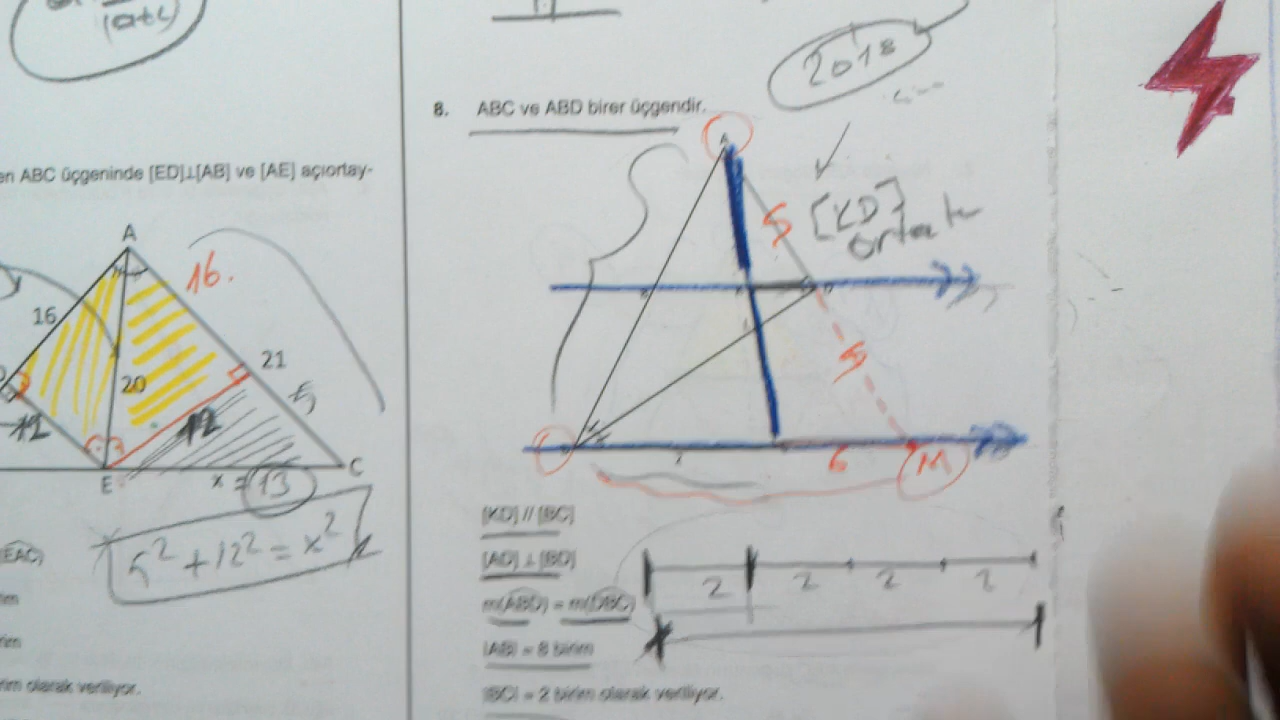 (a+c)
en ABC üçgeninde [ED]⊥[AB] ve [AE] açıortay-
A
16.
16
21
20
5
12
12
E
x = 13
C
5² + 12² = x²
EAC)
rim
rim
rim olarak veriliyor.
2018
8. ABC ve ABD birer üçgendir.
A
5
[KD]
5
6
M
[KD] // [BC]
[AD] ⊥ [BD]
m(ABD) = m(DBC)
|AB| = 8 birim
|BC| = 2 birim olarak veriliyor.
2 2 2 2